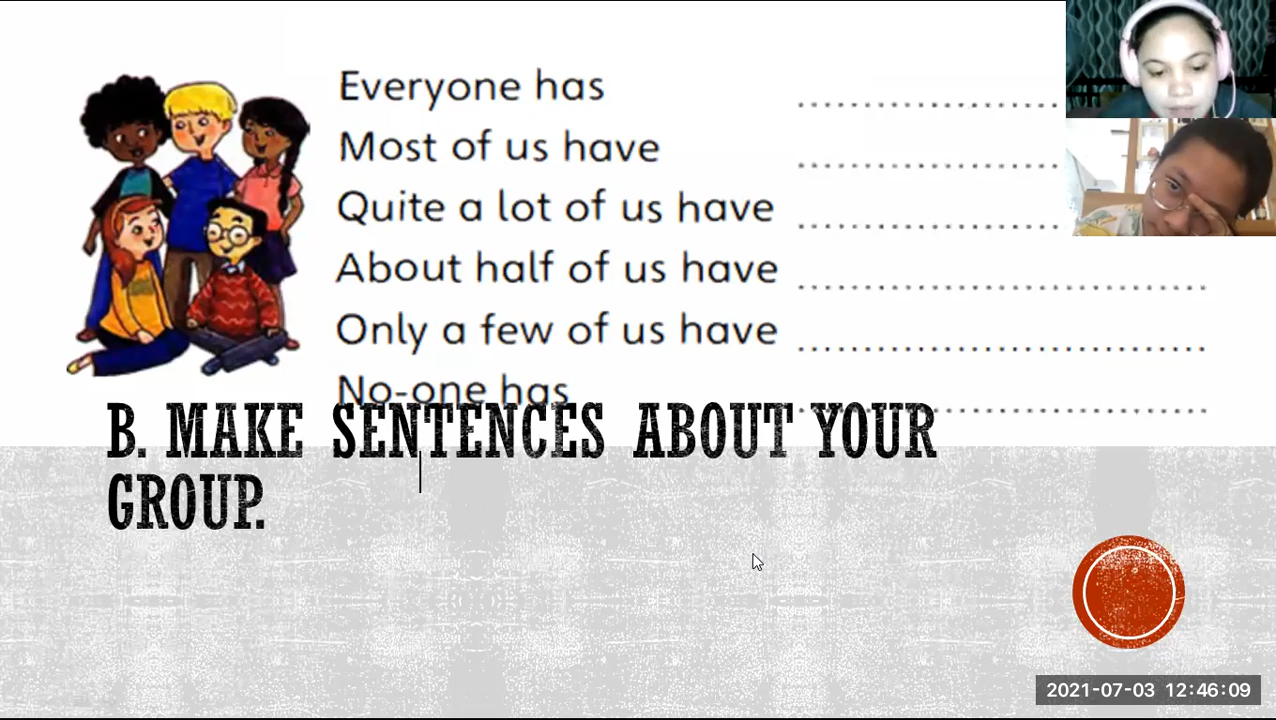 Everyone has ........................
Most of us have ........................
Quite a lot of us have ........................
About half of us have ....................................
Only a few of us have ....................................
No-one has ....................................
B. MAKE SENTENCES ABOUT YOUR
GROUP.
2021-07-03 12:46:09